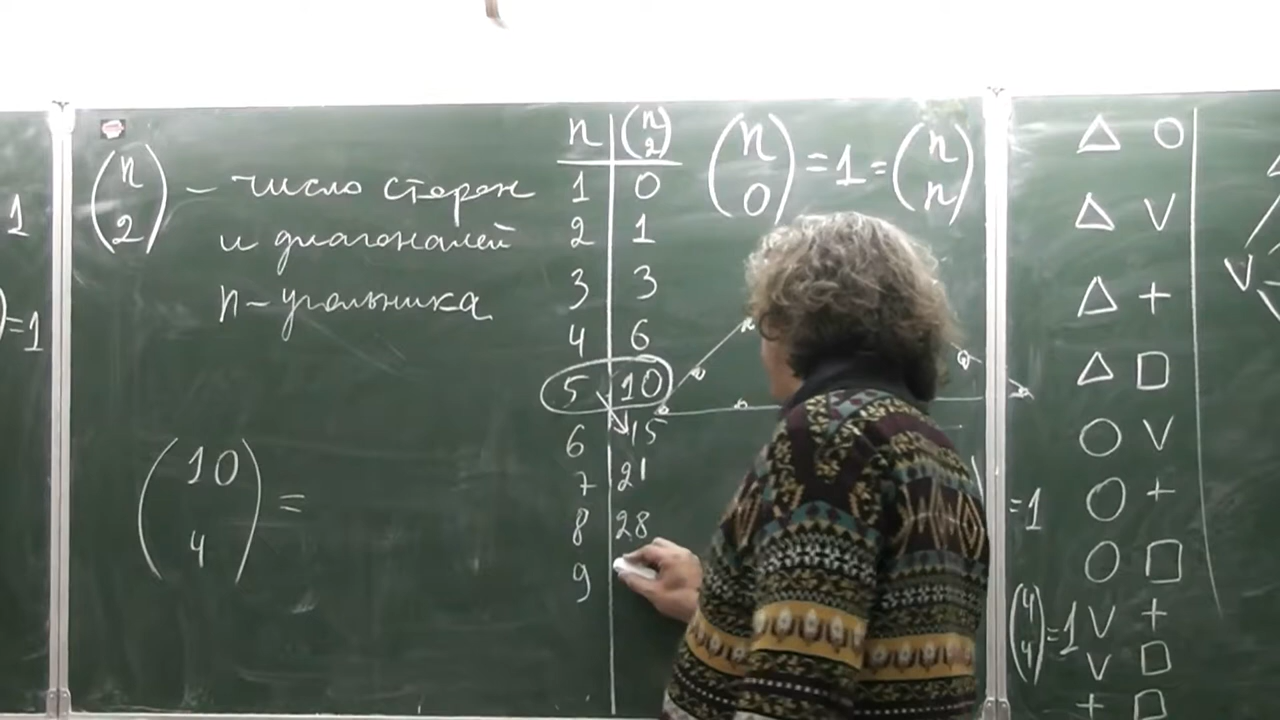 1
)=1
(n 2) – число сторон
и диагоналей
n-угольника
(10 4) =
n | (n 2)
1 | 0
2 | 1
3 | 3
4 | 6
5 | 10
6 | 15
7 | 21
8 | 28
9 |
(n 0) = 1 = (n n)
=1
(4 4) = 1
△ ○
△ V
△ +
△ □
○ V
○ +
○ □
V +
V □
+ □
V